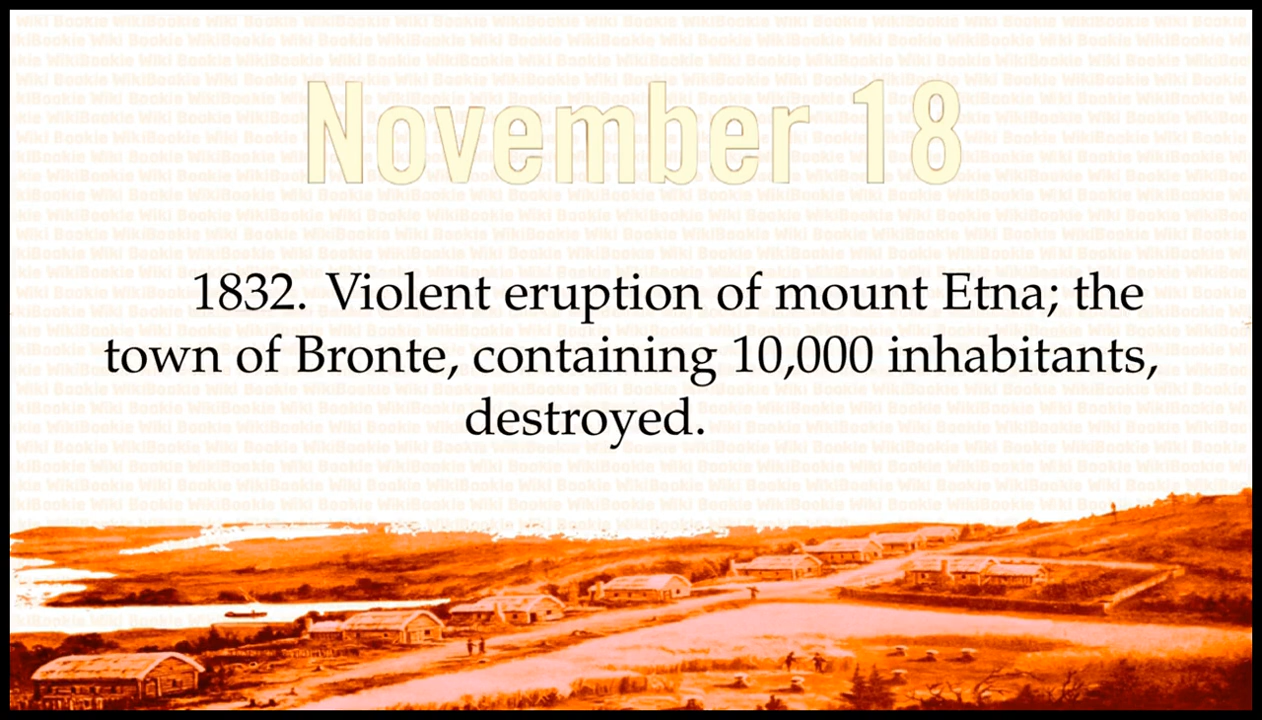 November 18
1832. Violent eruption of mount Etna; the
town of Bronte, containing 10,000 inhabitants,
destroyed.